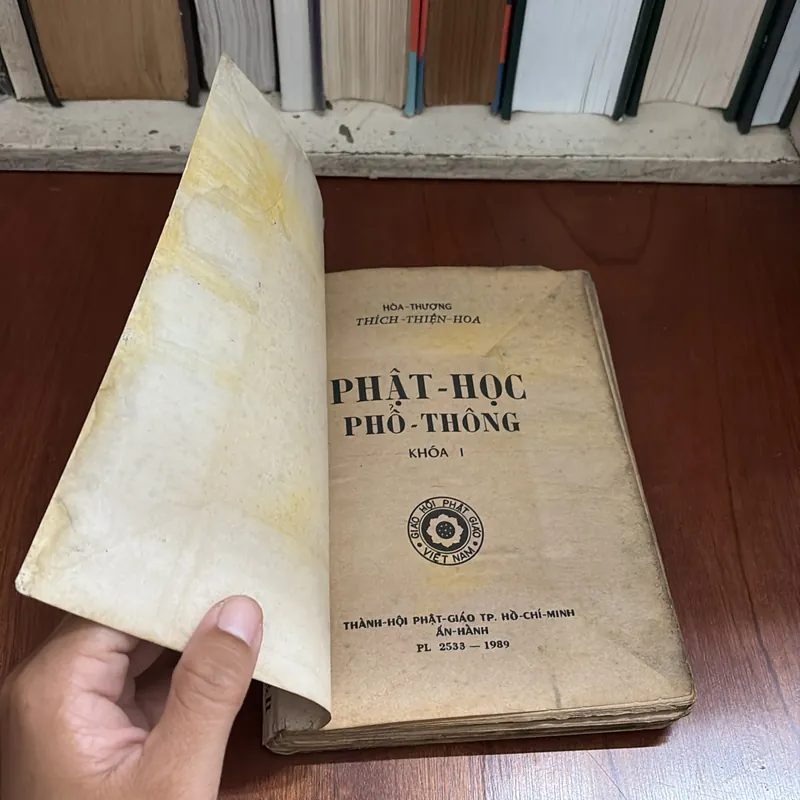 HÒA-THƯỢNG
THÍCH-THIỆN-HOA
PHẬT-HỌC
PHỔ-THÔNG
KHÓA I
GIÁO HỘI PHẬT GIÁO
• VIỆT NAM •
THÀNH-HỘI PHẬT-GIÁO TP. HỒ-CHÍ-MINH
ẤN-HÀNH
PL 2533 — 1989